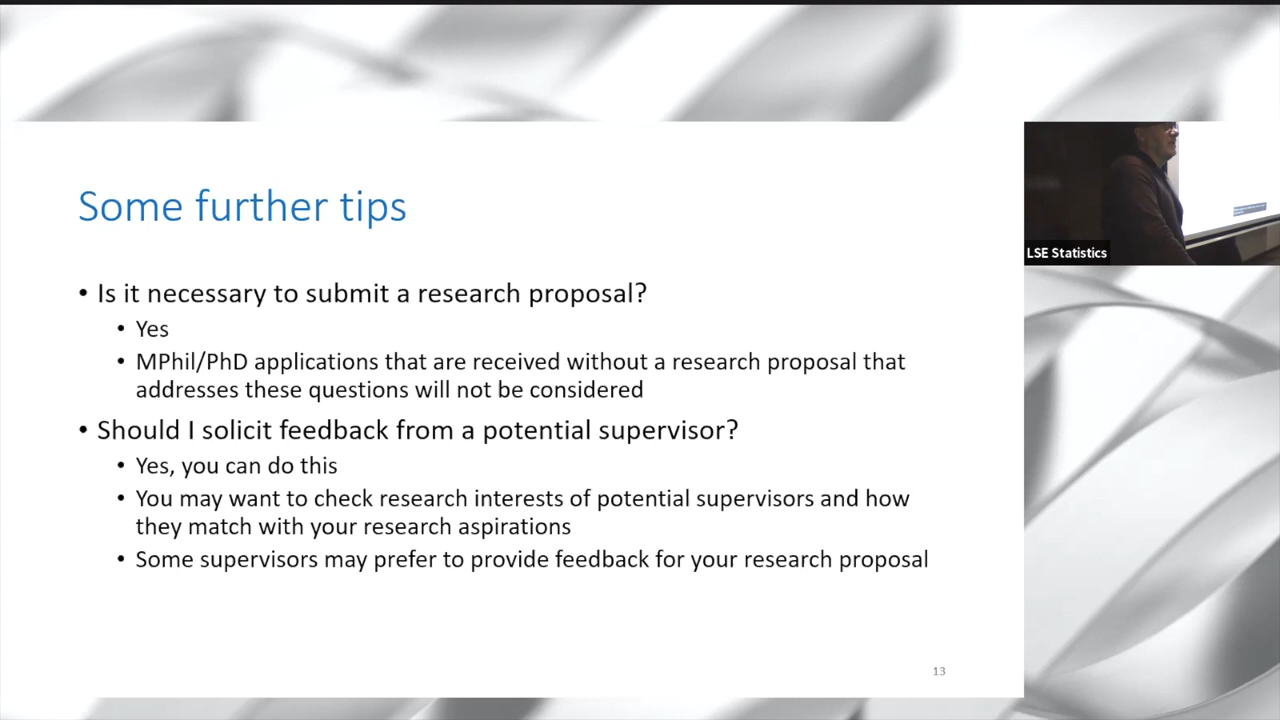 Some further tips
• Is it necessary to submit a research proposal?
• Yes
• MPhil/PhD applications that are received without a research proposal that
addresses these questions will not be considered
• Should I solicit feedback from a potential supervisor?
• Yes, you can do this
• You may want to check research interests of potential supervisors and how
they match with your research aspirations
• Some supervisors may prefer to provide feedback for your research proposal
13
LSE Statistics